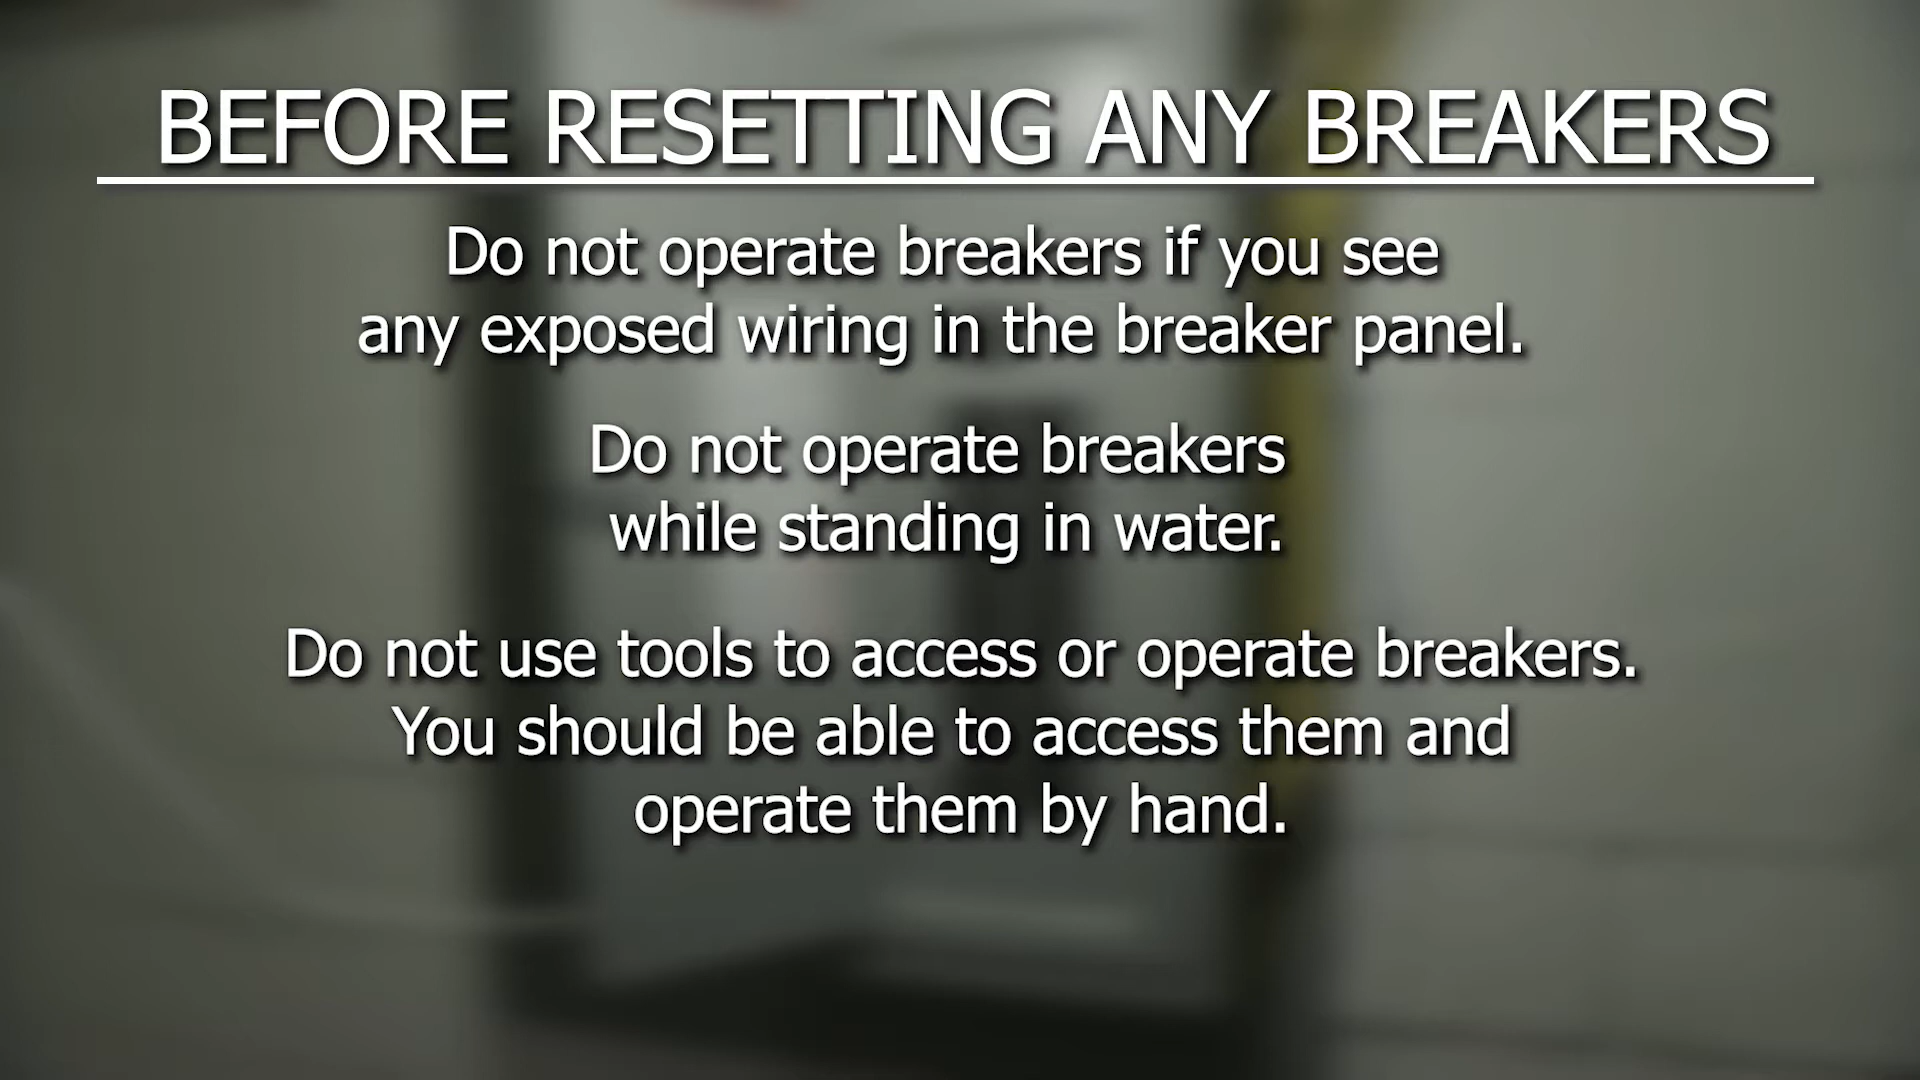 BEFORE RESETTING ANY BREAKERS
Do not operate breakers if you see
any exposed wiring in the breaker panel.
Do not operate breakers
while standing in water.
Do not use tools to access or operate breakers.
You should be able to access them and
operate them by hand.